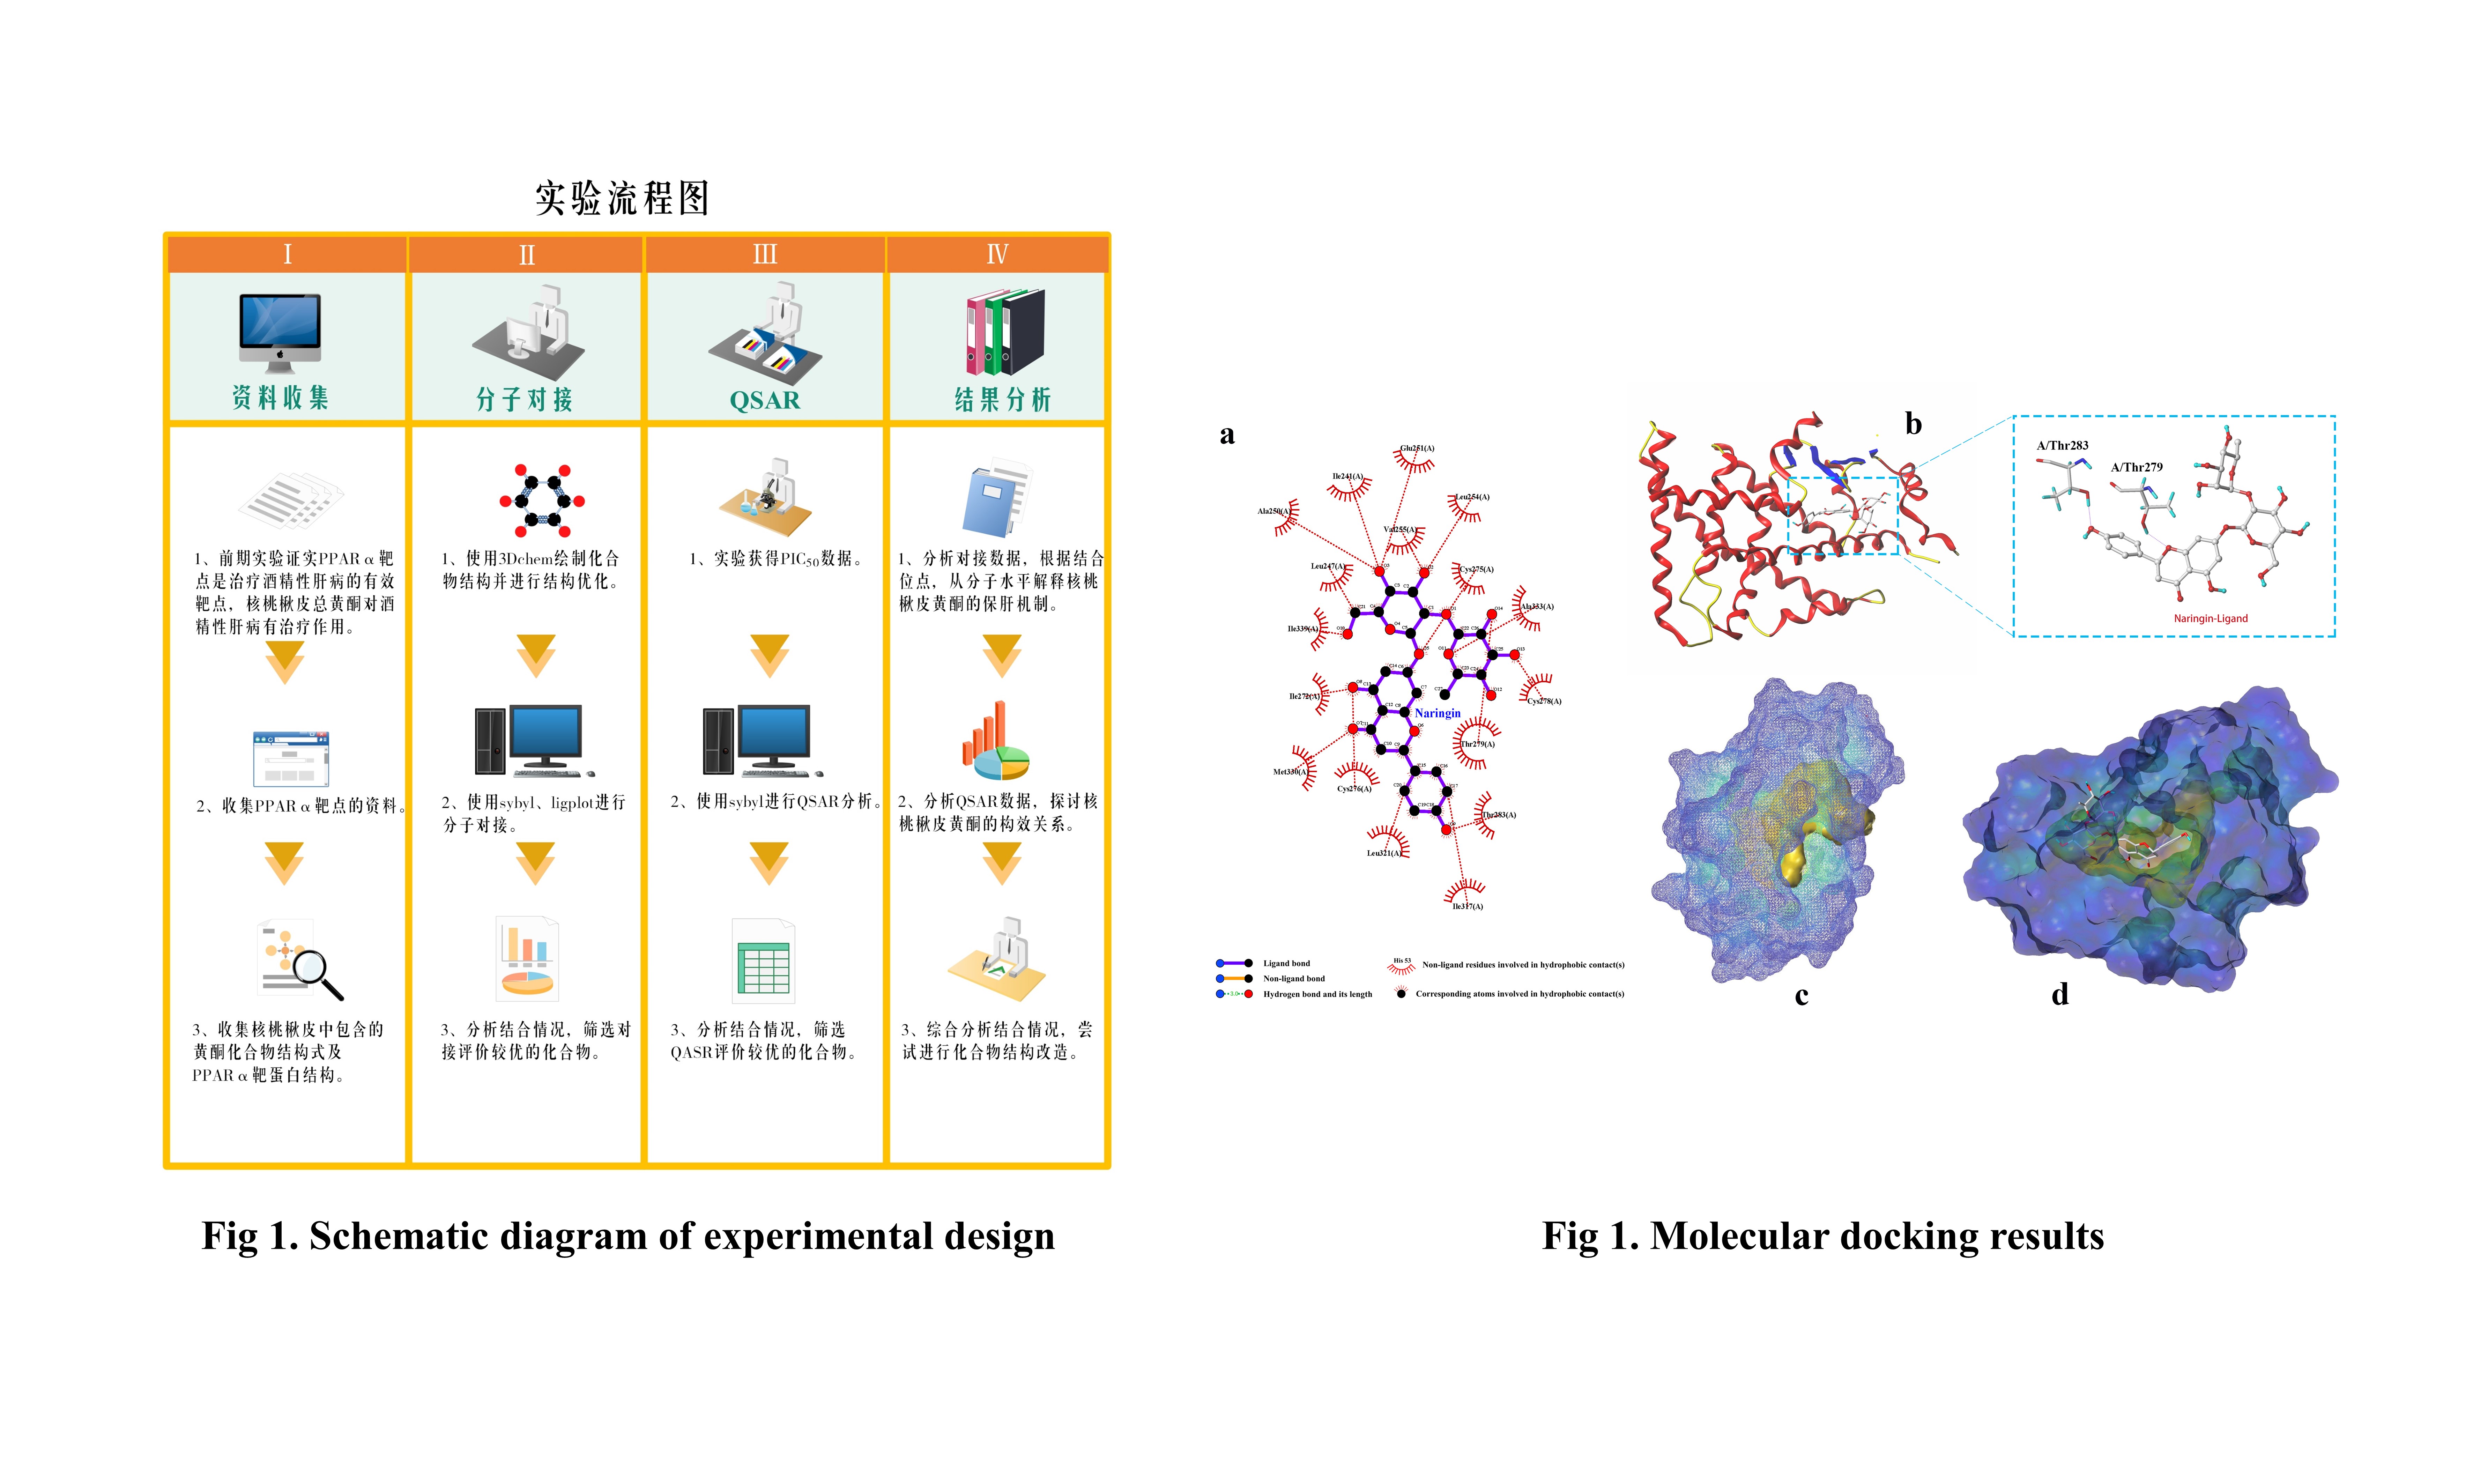 实验流程图
I
II
III
IV
资料收集
分子对接
QSAR
结果分析
1、前期实验证实PPARα靶
点是治疗酒精性肝病的有效
靶点，核桃楸皮总黄酮对酒
精性肝病有治疗作用。
2、收集PPARα靶点的资料。
3、收集核桃楸皮中包含的
黄酮化合物结构式及
PPARα靶蛋白结构。
1、使用3Dchem绘制化合
物结构并进行结构优化。
2、使用sybyl、ligplot进行
分子对接。
3、分析结合情况，筛选对
接评价较优的化合物。
1、实验获得PIC50数据。
2、使用sybyl进行QSAR分析。
3、分析结合情况，筛选
QASR评价较优的化合物。
1、分析对接数据，根据结合
位点，从分子水平解释核桃
楸皮黄酮的保肝机制。
2、分析QSAR数据，探讨核
桃楸皮黄酮的构效关系。
3、综合分析结合情况，尝
试进行化合物结构改造。
Fig 1. Schematic diagram of experimental design
a
Glu251(A)
Ile241(A)
Leu254(A)
Ala250(A)
Val255(A)
Leu247(A)
Cys275(A)
Ala333(A)
Ile339(A)
Ile272(A)
Cys278(A)
Naringin
Thr279(A)
Met330(A)
Cys276(A)
Thr283(A)
Leu321(A)
Ile317(A)
Ligand bond
Non-ligand bond
3.0
Hydrogen bond and its length
His 53
Non-ligand residues involved in hydrophobic contact(s)
Corresponding atoms involved in hydrophobic contact(s)
b
A/Thr283
A/Thr279
Naringin-Ligand
c
d
Fig 1. Molecular docking results